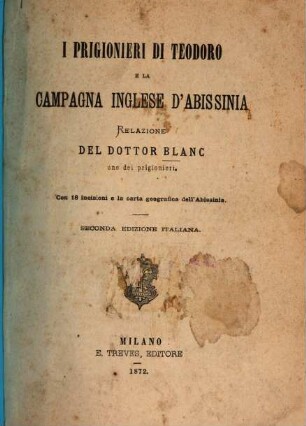 I PRIGIONIERI DI TEODORO
E LA
CAMPAGNA INGLESE D'ABISSINIA
RELAZIONE
DEL DOTTOR BLANC
uno dei prigionieri.
Con 18 incisioni e la carta geografica dell'Abissinia.
SECONDA EDIZIONE ITALIANA.
MILANO
E. TREVES, EDITORE
1872.